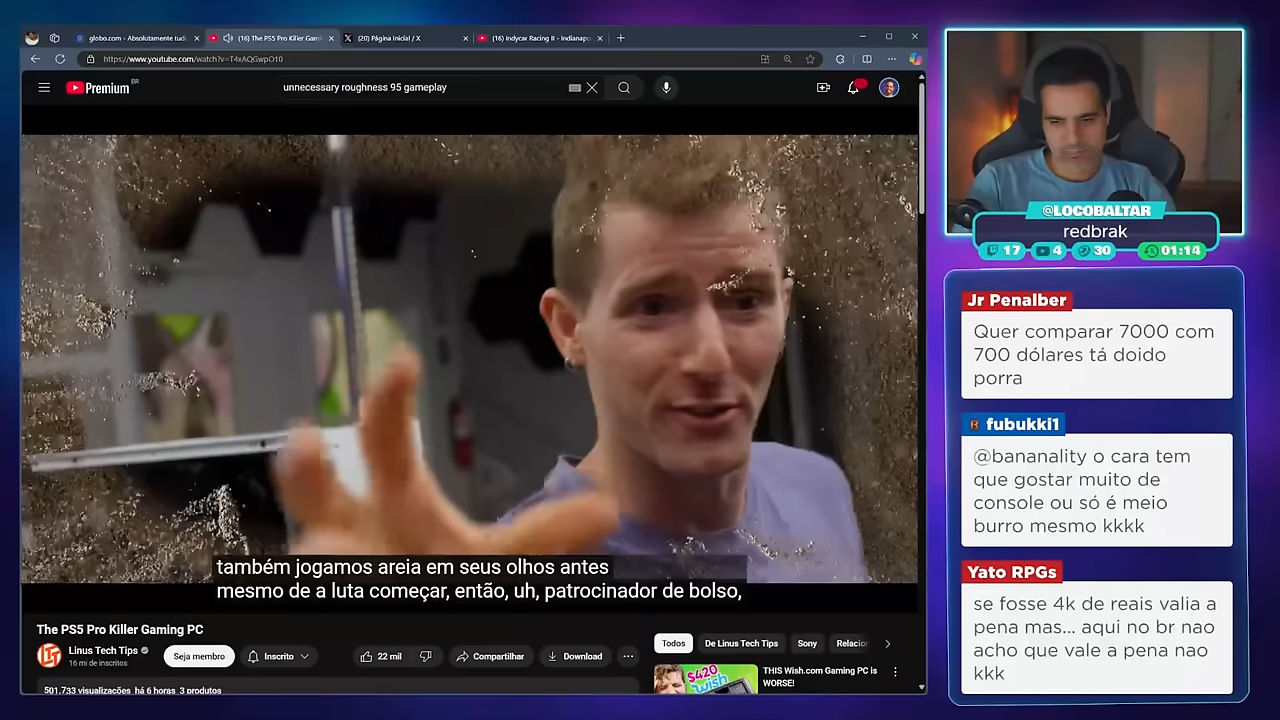 globo.com - Absolutamente tud
(16) The PS5 Pro Killer Gami
(20) Página Inicial / X
(16) Indycar Racing II - Indianap
https://www.youtube.com/watch?v=T4xAQGwpO10
Premium BR
unnecessary roughness 95 gameplay
também jogamos areia em seus olhos antes
mesmo de a luta começar, então, uh, patrocinador de bolso,
The PS5 Pro Killer Gaming PC
Linus Tech Tips
16 mi de inscritos
Seja membro
Inscrito
22 mil
Compartilhar
Download
501.733 visualizações há 6 horas 3 produtos
Todos
De Linus Tech Tips
Sony
Relacion
$420
wish
THIS Wish.com Gaming PC is
WORSE!
@LOCOBALTAR
redbrak
17
4
30
01:14
Jr Penalber
Quer comparar 7000 com
700 dólares tá doido
porra
fubukki1
@bananality o cara tem
que gostar muito de
console ou só é meio
burro mesmo kkkk
Yato RPGs
se fosse 4k de reais valia a
pena mas... aqui no br nao
acho que vale a pena nao
kkk